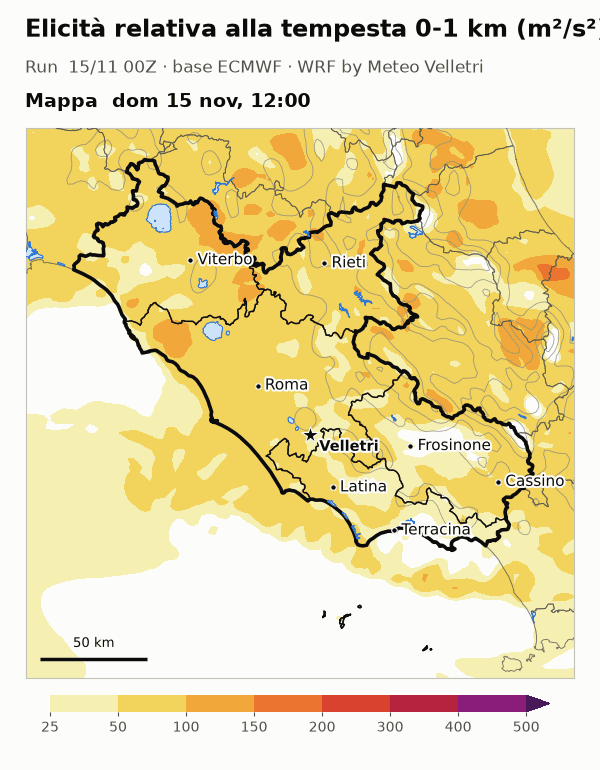 Elicità relativa alla tempesta 0-1 km (m²/s²)
Run 15/11 00Z · base ECMWF · WRF by Meteo Velletri
Mappa dom 15 nov, 12:00
Viterbo
Rieti
Roma
Velletri
Frosinone
Cassino
Latina
Terracina
50 km
25 50 100 150 200 300 400 500